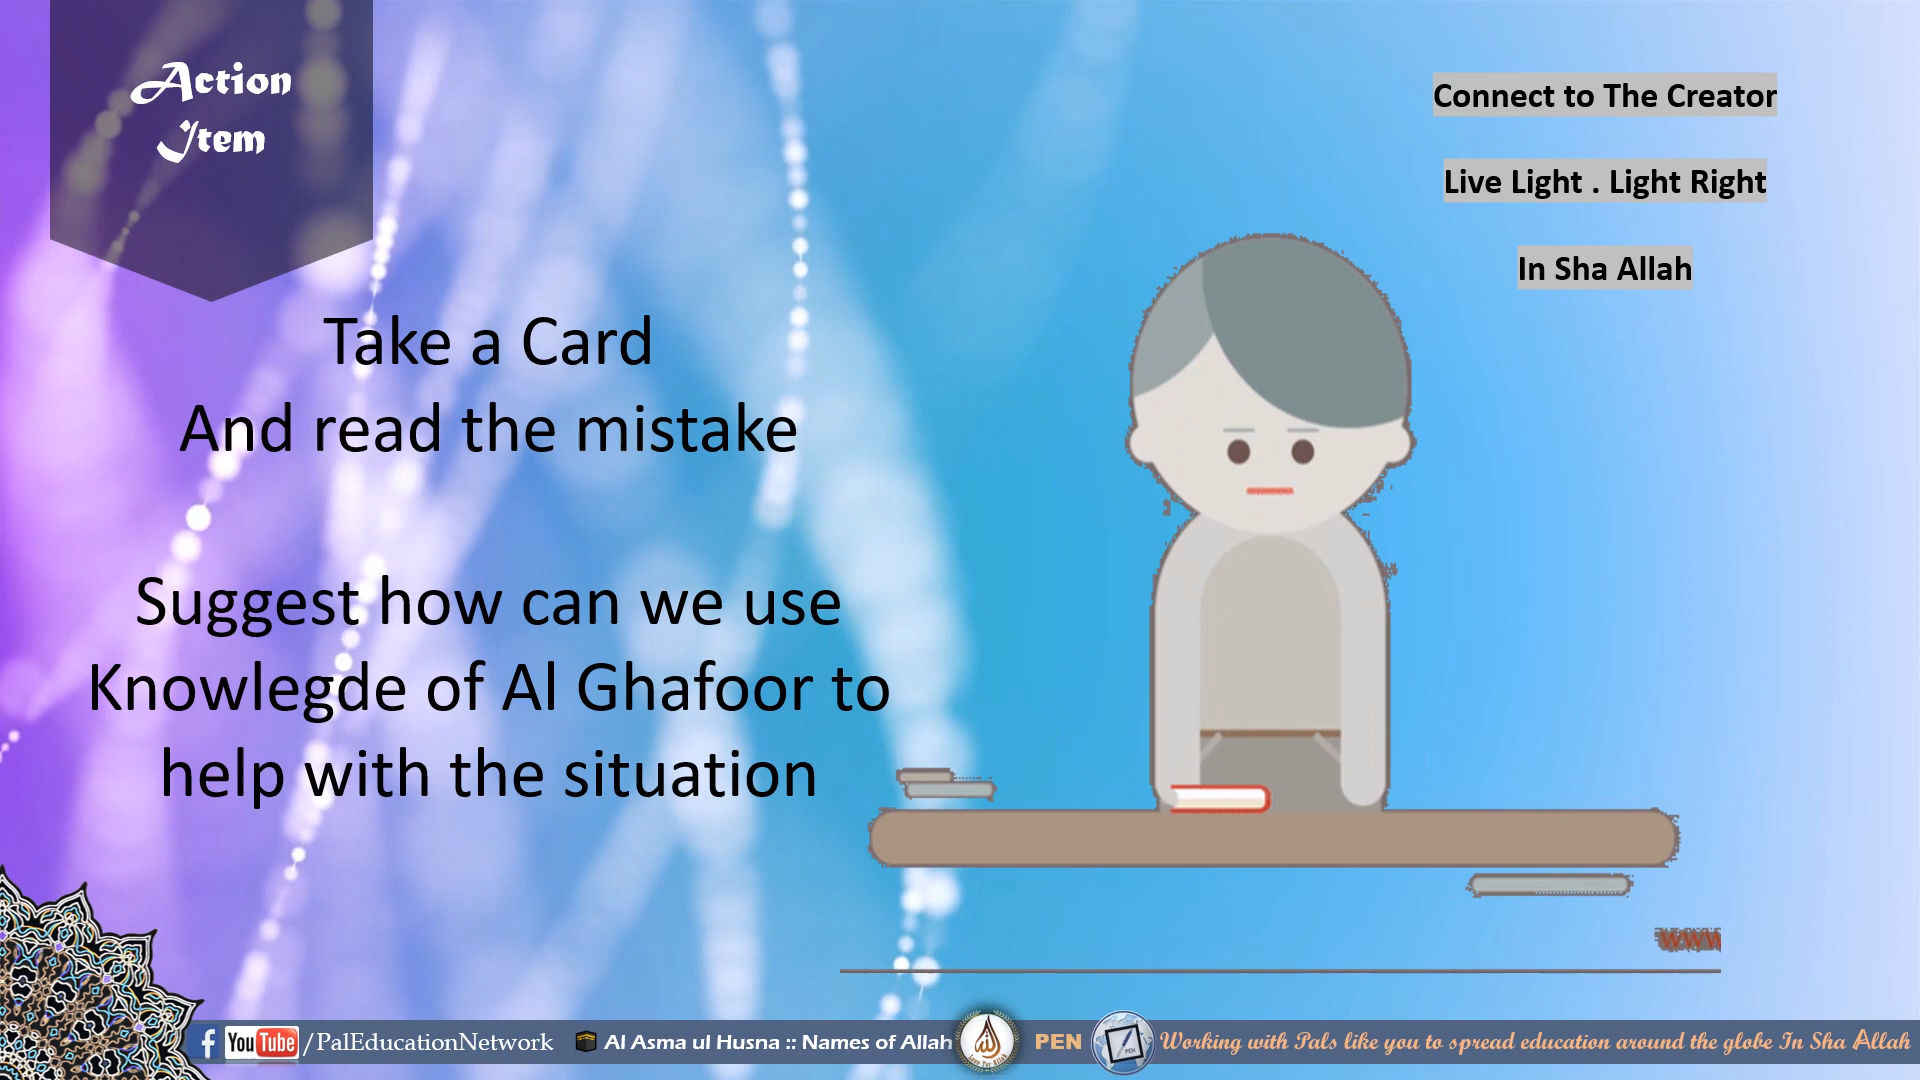 Action
Item
Connect to The Creator
Live Light . Light Right
In Sha Allah
Take a Card
And read the mistake
Suggest how can we use
Knowlegde of Al Ghafoor to
help with the situation
www
f YouTube /PalEducationNetwork Al Asma ul Husna :: Names of Allah PEN Working with Pals like you to spread education around the globe In Sha Allah